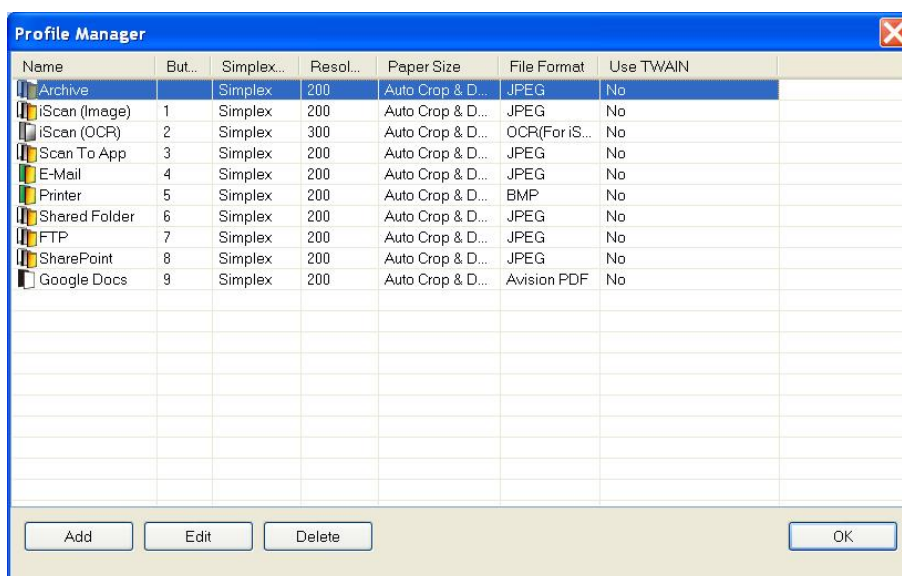 Profile Manager
Name But... Simplex... Resol... Paper Size File Format Use TWAIN
Archive Simplex 200 Auto Crop & D... JPEG No
iScan (Image) 1 Simplex 200 Auto Crop & D... JPEG No
iScan (OCR) 2 Simplex 300 Auto Crop & D... OCR(For iS... No
Scan To App 3 Simplex 200 Auto Crop & D... JPEG No
E-Mail 4 Simplex 200 Auto Crop & D... JPEG No
Printer 5 Simplex 200 Auto Crop & D... BMP No
Shared Folder 6 Simplex 200 Auto Crop & D... JPEG No
FTP 7 Simplex 200 Auto Crop & D... JPEG No
SharePoint 8 Simplex 200 Auto Crop & D... JPEG No
Google Docs 9 Simplex 200 Auto Crop & D... Avision PDF No
Add Edit Delete OK